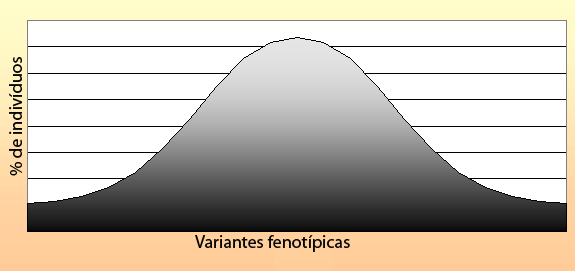 % de indivíduos
Variantes fenotípicas